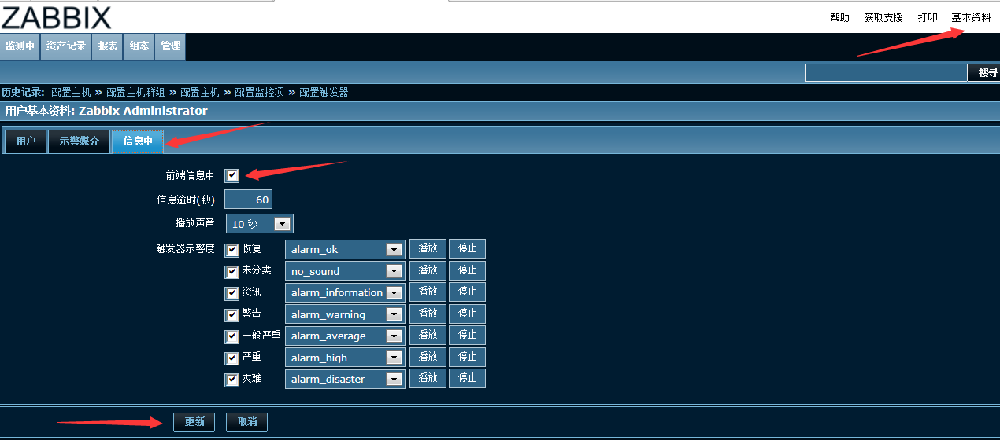 ZABBIX
帮助 获取支援 打印 基本资料
监测中 资产记录 报表 组态 管理
搜寻
历史记录: 配置主机 » 配置主机群组 » 配置主机 » 配置监控项 » 配置触发器
用户基本资料: Zabbix Administrator
用户 示警媒介 信息中
前端信息中
信息逾时(秒) 60
播放声音 10 秒
触发器示警度 恢复 alarm_ok 播放 停止
未分类 no_sound 播放 停止
资讯 alarm_information 播放 停止
警告 alarm_warning 播放 停止
一般严重 alarm_average 播放 停止
严重 alarm_high 播放 停止
灾难 alarm_disaster 播放 停止
更新 取消